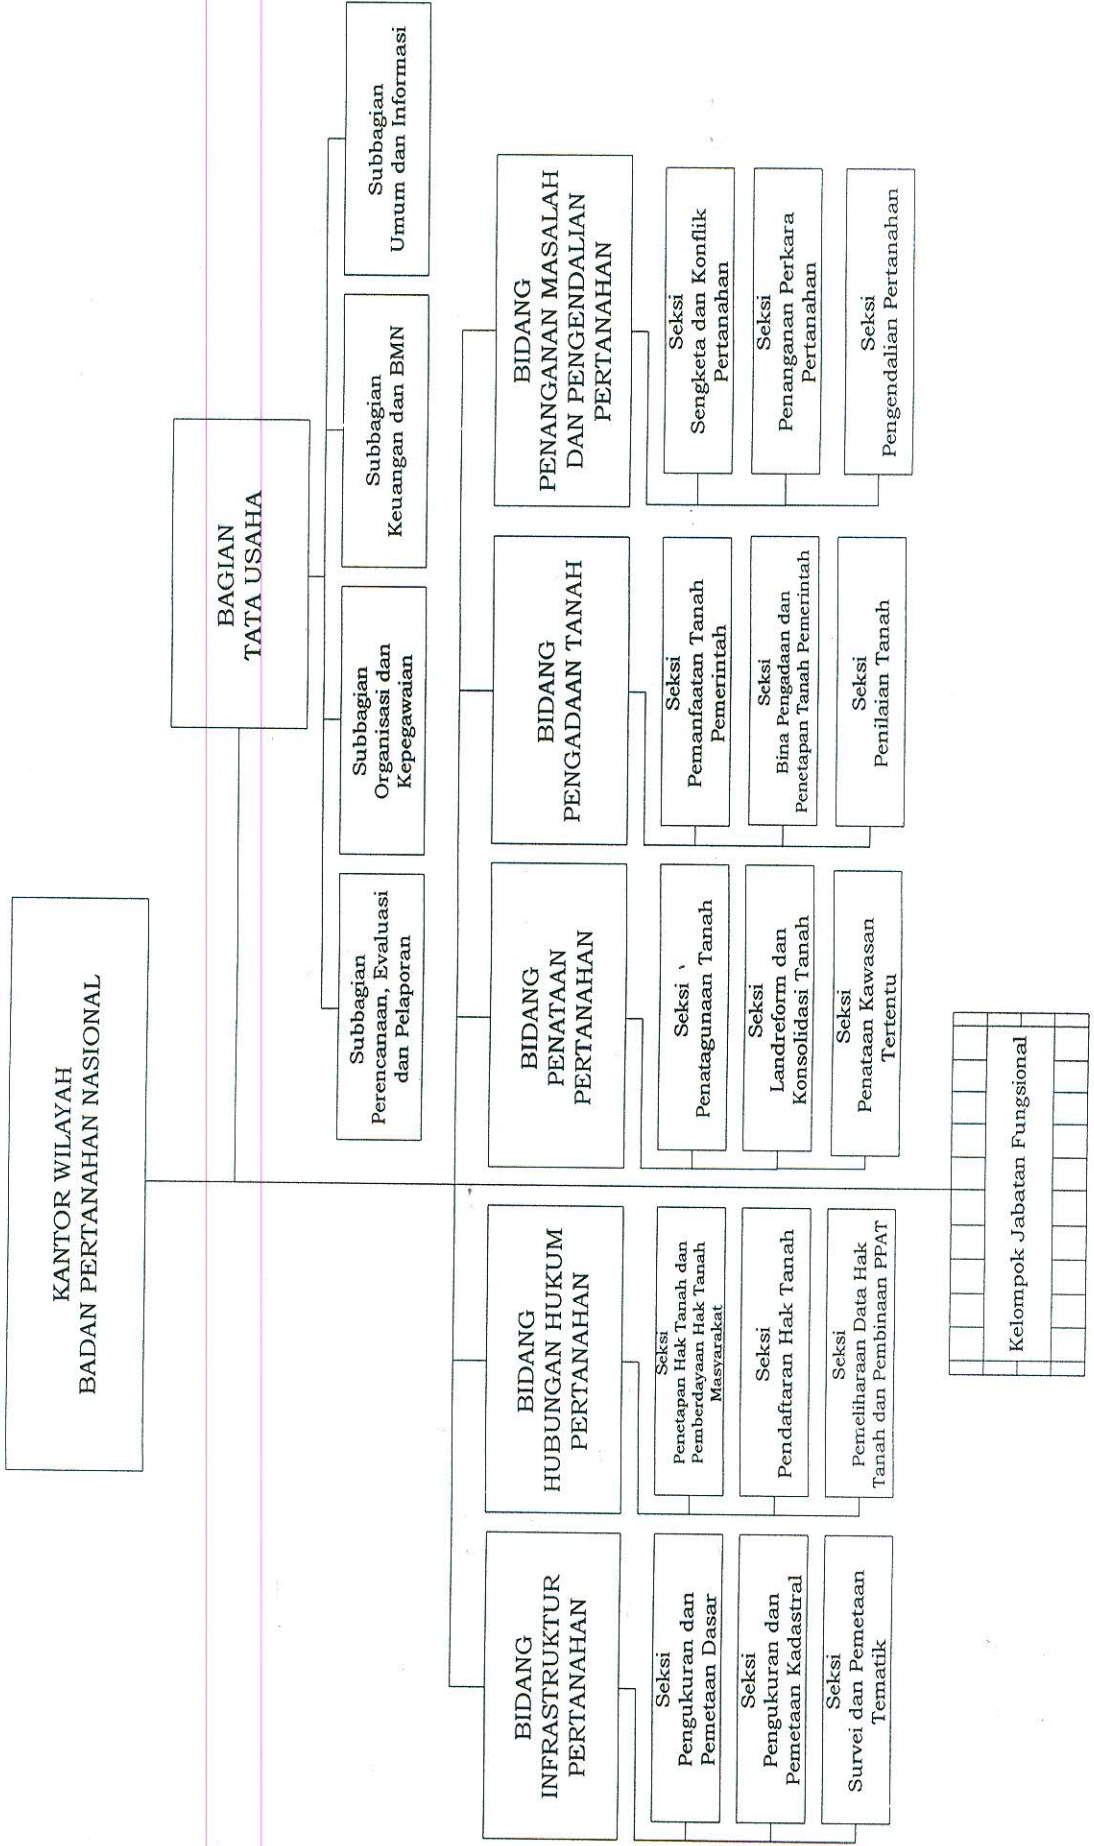 KANTOR WILAYAH
BADAN PERTANAHAN NASIONAL
BAGIAN
TATA USAHA
Subbagian
Perencanaan, Evaluasi
dan Pelaporan
Subbagian
Organisasi dan
Kepegawaian
Subbagian
Keuangan dan BMN
Subbagian
Umum dan Informasi
BIDANG
INFRASTRUKTUR
PERTANAHAN
Seksi
Pengukuran dan
Pemetaan Dasar
Seksi
Pengukuran dan
Pemetaan Kadastral
Seksi
Survei dan Pemetaan
Tematik
BIDANG
HUBUNGAN HUKUM
PERTANAHAN
Seksi
Penetapan Hak Tanah dan
Pemberdayaan Hak Tanah
Masyarakat
Seksi
Pendaftaran Hak Tanah
Seksi
Pemeliharaan Data Hak
Tanah dan Pembinaan PPAT
BIDANG
PENATAAN
PERTANAHAN
Seksi
Penatagunaan Tanah
Seksi
Landreform dan
Konsolidasi Tanah
Seksi
Penataan Kawasan
Tertentu
BIDANG
PENGADAAN TANAH
Seksi
Pemanfaatan Tanah
Pemerintah
Seksi
Bina Pengadaan dan
Penetapan Tanah Pemerintah
Seksi
Penilaian Tanah
BIDANG
PENANGANAN MASALAH
DAN PENGENDALIAN
PERTANAHAN
Seksi
Sengketa dan Konflik
Pertanahan
Seksi
Penanganan Perkara
Pertanahan
Seksi
Pengendalian Pertanahan
Kelompok Jabatan Fungsional